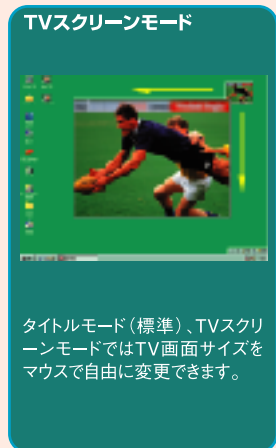 TVスクリーンモード
タイトルモード（標準）、TVスクリ
ーンモードではTV画面サイズを
マウスで自由に変更できます。